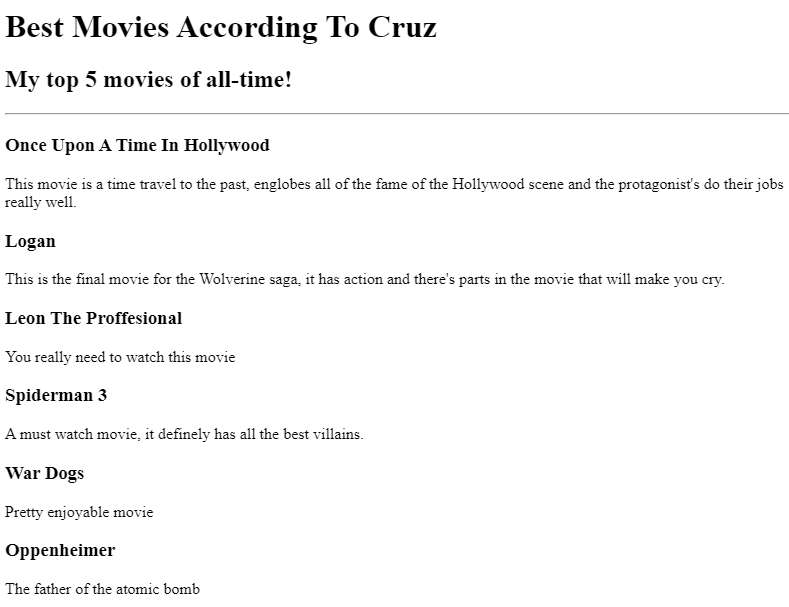 Best Movies According To Cruz
My top 5 movies of all-time!
Once Upon A Time In Hollywood
This movie is a time travel to the past, englobes all of the fame of the Hollywood scene and the protagonist's do their jobs
really well.
Logan
This is the final movie for the Wolverine saga, it has action and there's parts in the movie that will make you cry.
Leon The Proffesional
You really need to watch this movie
Spiderman 3
A must watch movie, it definely has all the best villains.
War Dogs
Pretty enjoyable movie
Oppenheimer
The father of the atomic bomb